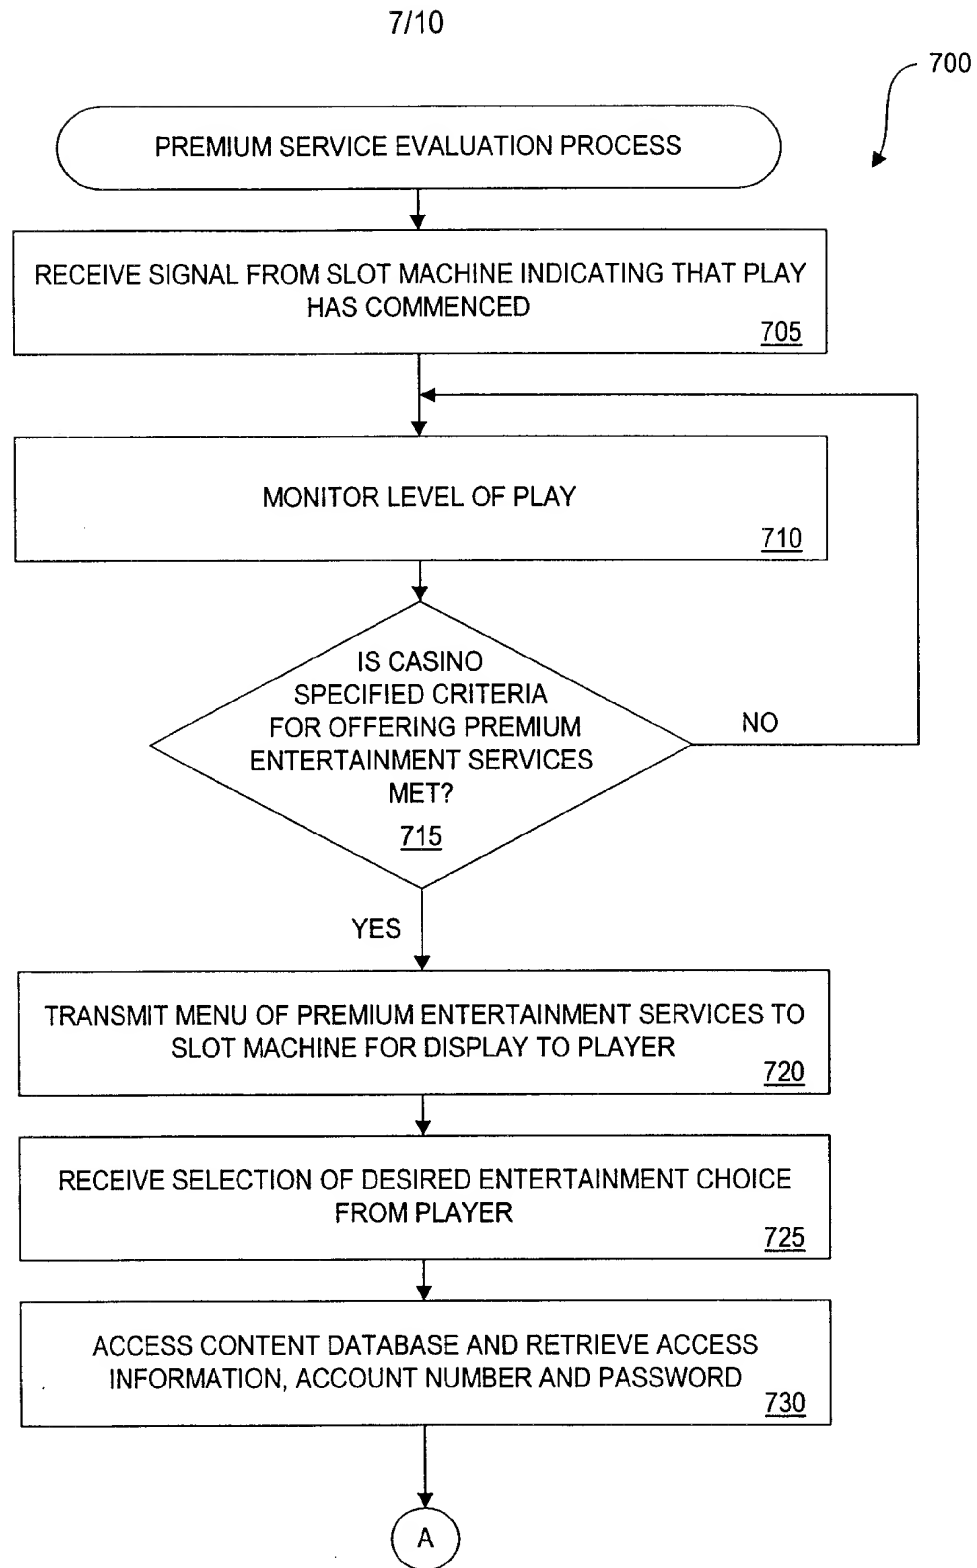 7/10
700
PREMIUM SERVICE EVALUATION PROCESS
RECEIVE SIGNAL FROM SLOT MACHINE INDICATING THAT PLAY
HAS COMMENCED
705
MONITOR LEVEL OF PLAY
710
IS CASINO
SPECIFIED CRITERIA
FOR OFFERING PREMIUM
ENTERTAINMENT SERVICES
MET?
715
NO
YES
TRANSMIT MENU OF PREMIUM ENTERTAINMENT SERVICES TO
SLOT MACHINE FOR DISPLAY TO PLAYER
720
RECEIVE SELECTION OF DESIRED ENTERTAINMENT CHOICE
FROM PLAYER
725
ACCESS CONTENT DATABASE AND RETRIEVE ACCESS
INFORMATION, ACCOUNT NUMBER AND PASSWORD
730
A